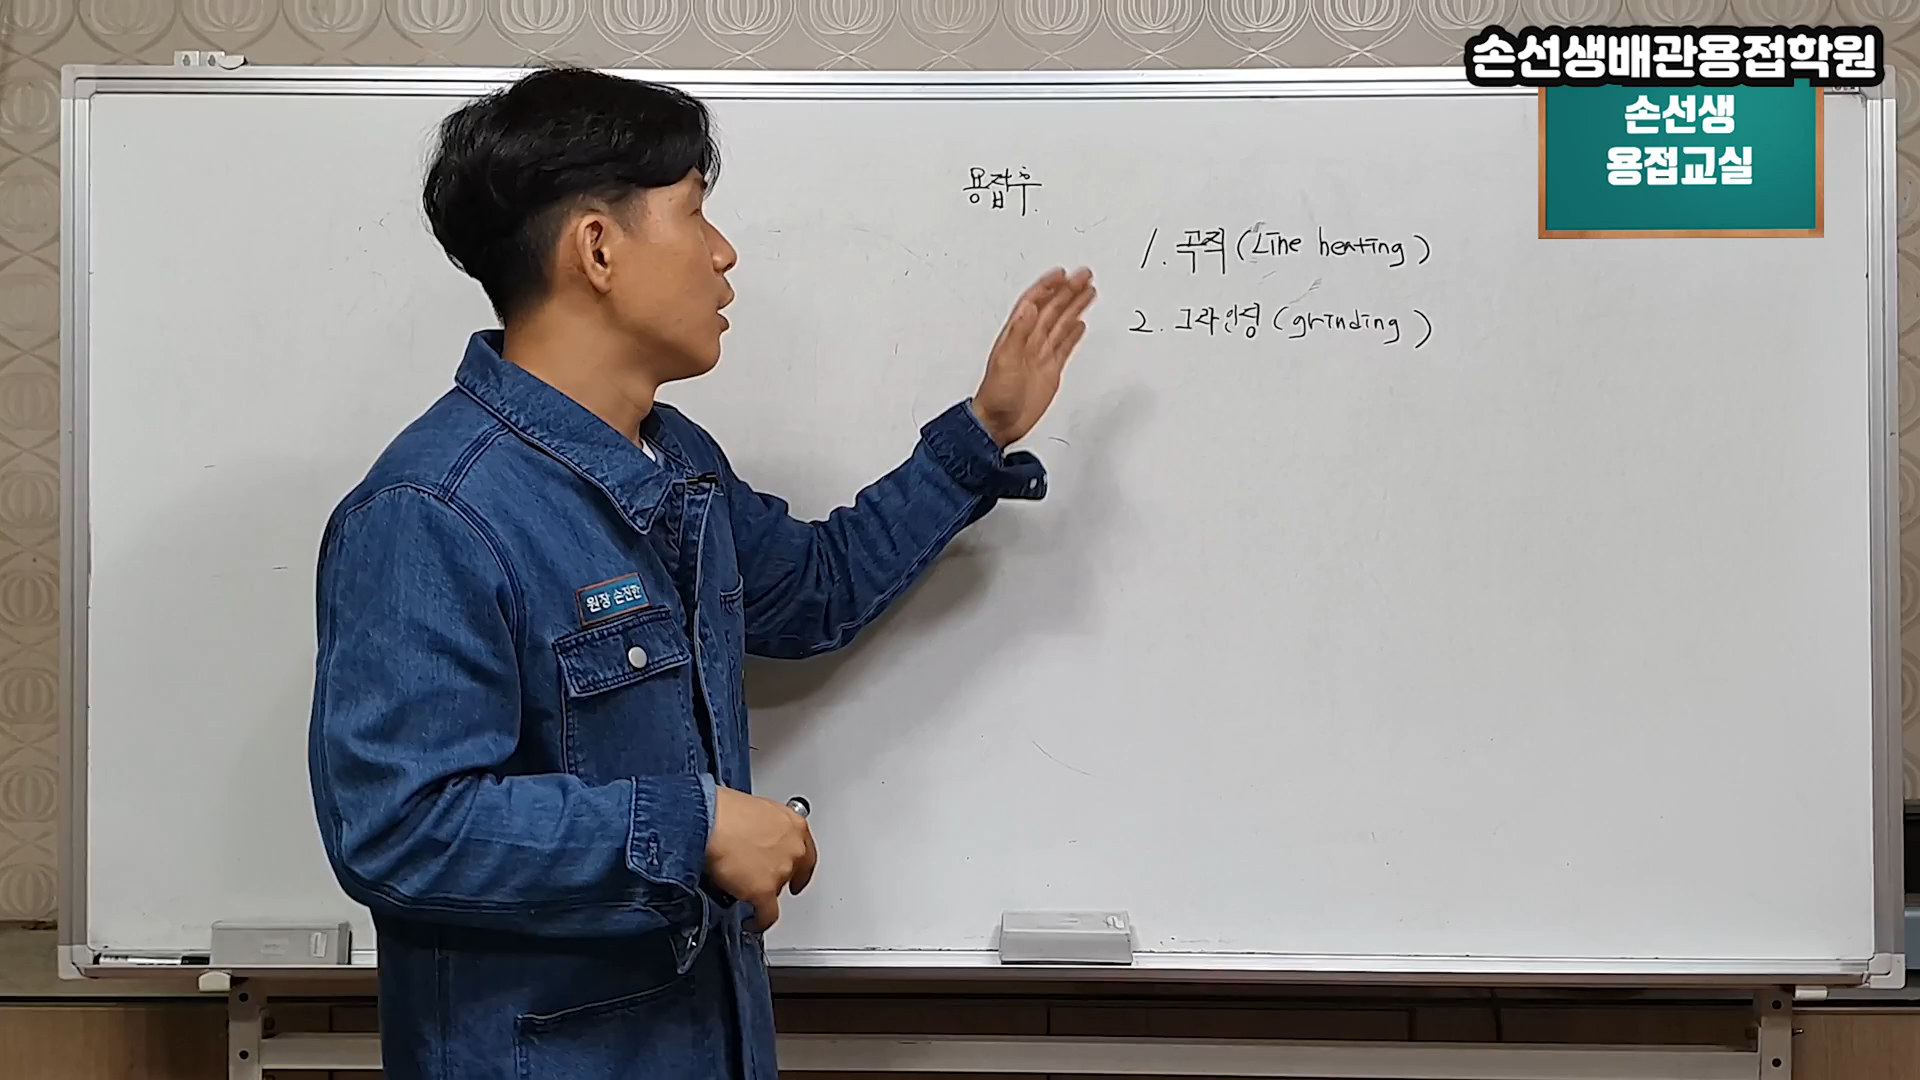 손선생배관용접학원
손선생
용접교실
용접후.
1. 곡직 (Line heating)
2. 그라인딩 (grinding)
원장 손진한